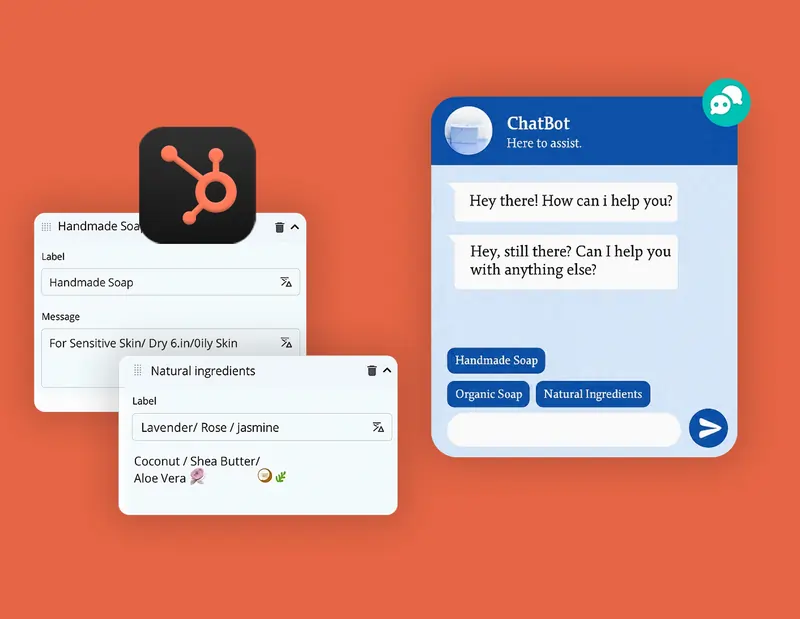 Handmade Soa
Label
Handmade Soap
Message
For Sensitive Skin/ Dry 6.in/0ily Skin
Natural ingredients
Label
Lavender/ Rose / Jasmine
Coconut / Shea Butter/
Aloe Vera
ChatBot
Here to assist.
Hey there! How can i help you?
Hey, still there? Can I help you
with anything else?
Handmade Soap
Organic Soap
Natural Ingredients